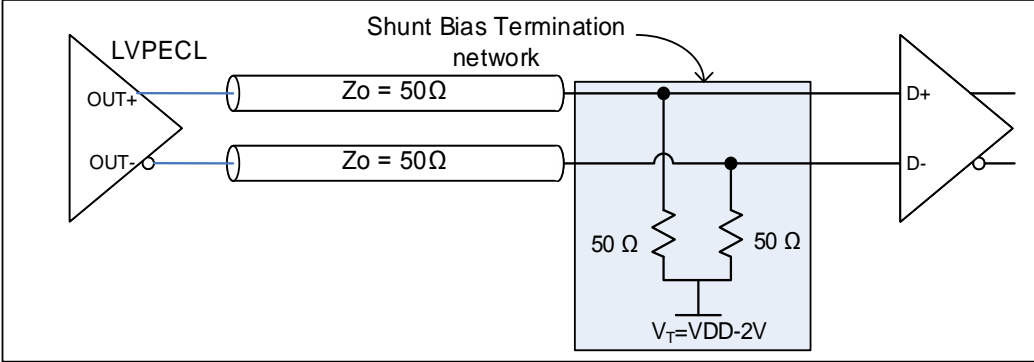 Shunt Bias Termination
network
LVPECL
OUT+
Zo = 50Ω
D+
OUT-
Zo = 50Ω
D-
50 Ω
50 Ω
V_T=VDD-2V